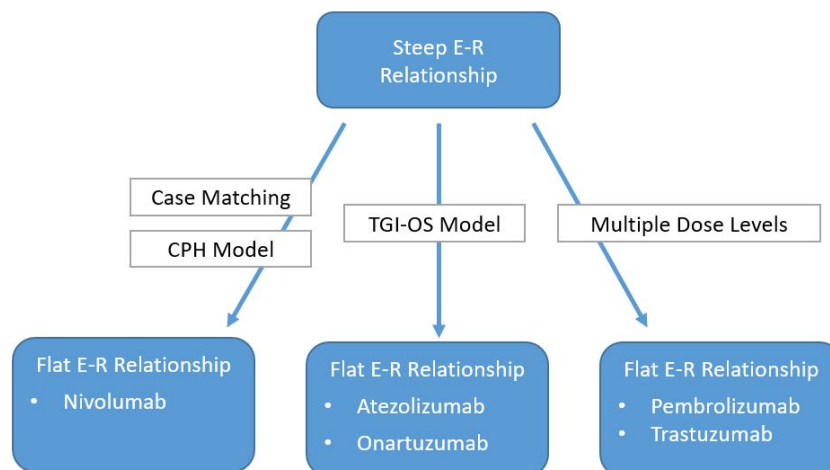 Steep E-R
Relationship
Case Matching
CPH Model
TGI-OS Model
Multiple Dose Levels
Flat E-R Relationship
• Nivolumab
Flat E-R Relationship
• Atezolizumab
• Onartuzumab
Flat E-R Relationship
• Pembrolizumab
• Trastuzumab